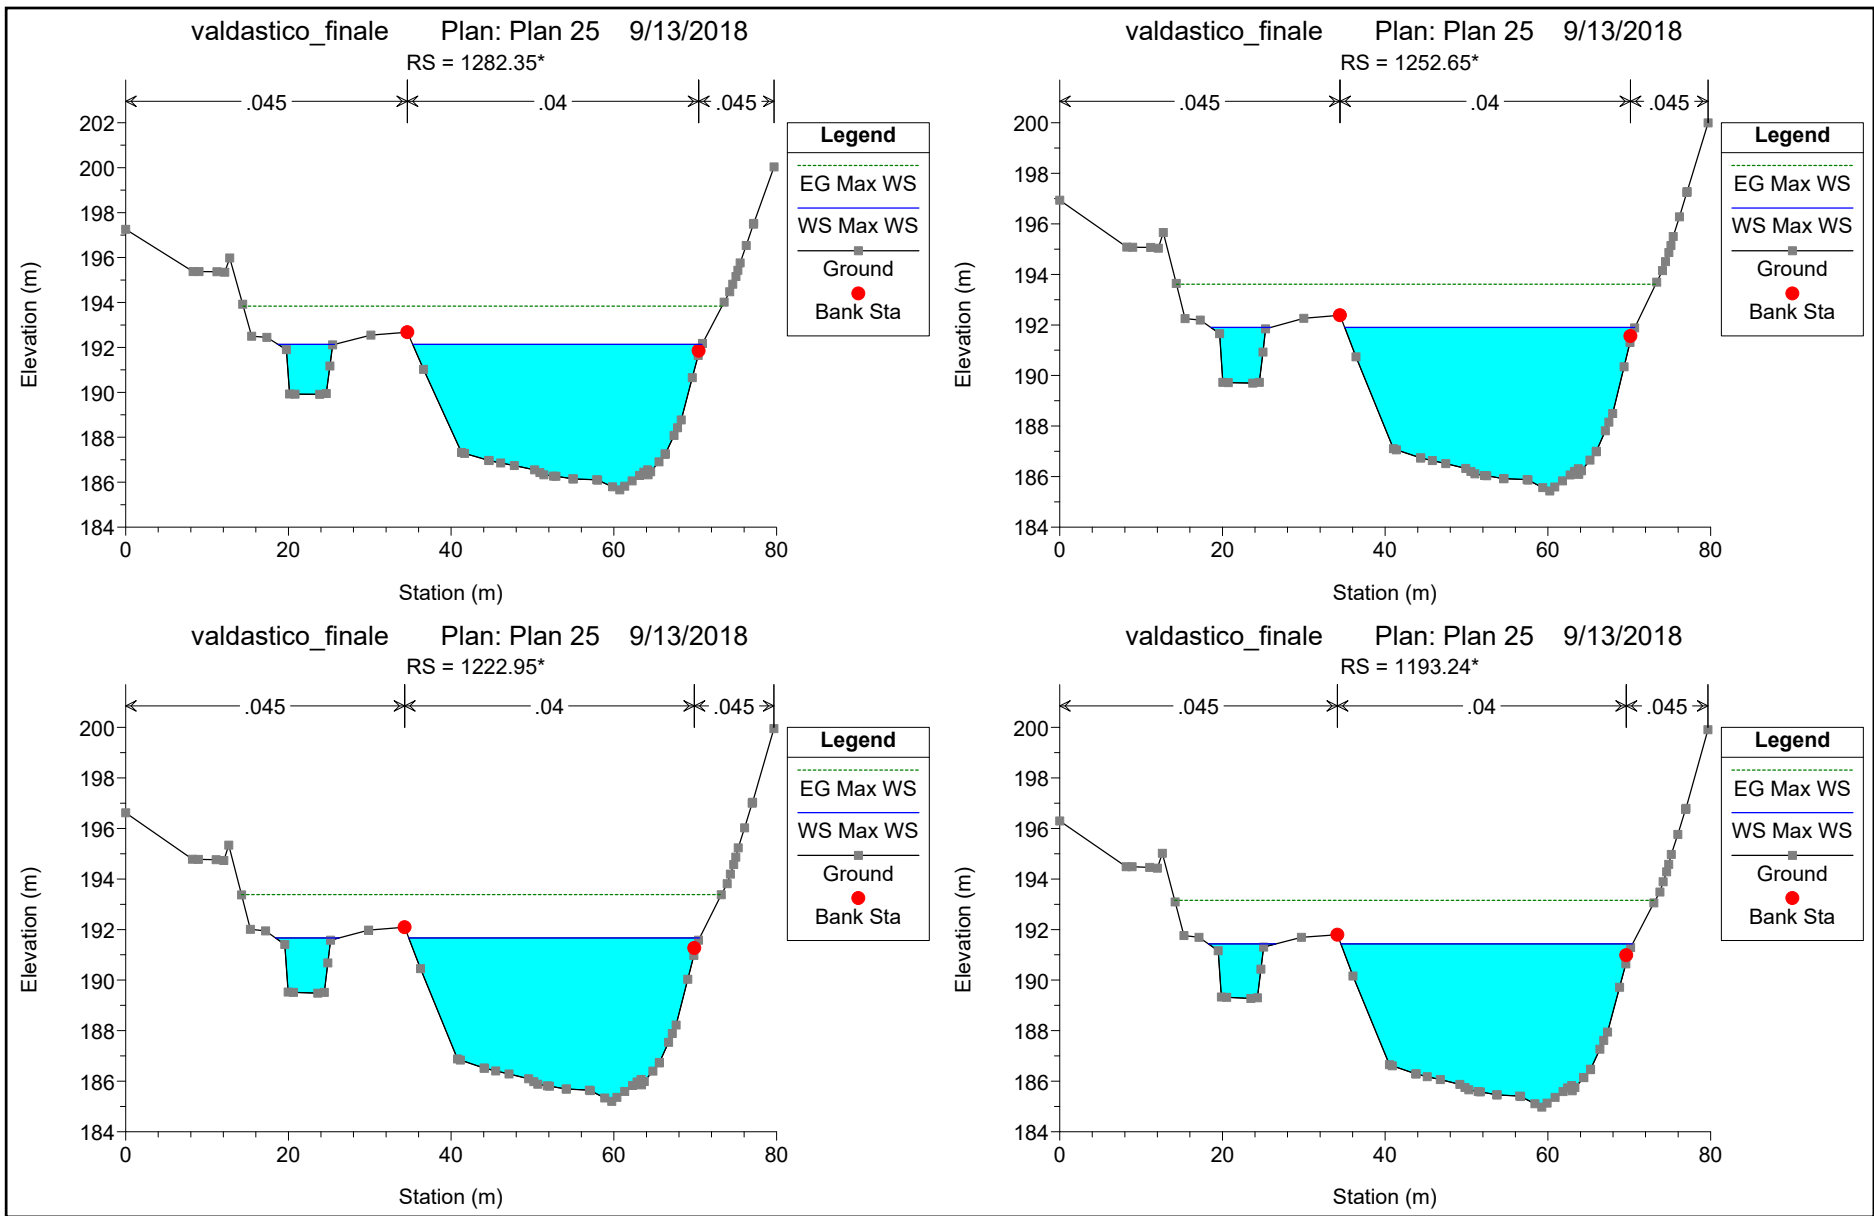 valdastico_finale Plan: Plan 25 9/13/2018
RS = 1282.35*
.045 .04 .045
202
200
198
196
194
192
190
188
186
184
0 20 40 60 80
Station (m)
Elevation (m)
Legend
EG Max WS
WS Max WS
Ground
Bank Sta
valdastico_finale Plan: Plan 25 9/13/2018
RS = 1252.65*
.045 .04 .045
200
198
196
194
192
190
188
186
184
0 20 40 60 80
Station (m)
Elevation (m)
Legend
EG Max WS
WS Max WS
Ground
Bank Sta
valdastico_finale Plan: Plan 25 9/13/2018
RS = 1222.95*
.045 .04 .045
200
198
196
194
192
190
188
186
184
0 20 40 60 80
Station (m)
Elevation (m)
Legend
EG Max WS
WS Max WS
Ground
Bank Sta
valdastico_finale Plan: Plan 25 9/13/2018
RS = 1193.24*
.045 .04 .045
200
198
196
194
192
190
188
186
184
0 20 40 60 80
Station (m)
Elevation (m)
Legend
EG Max WS
WS Max WS
Ground
Bank Sta